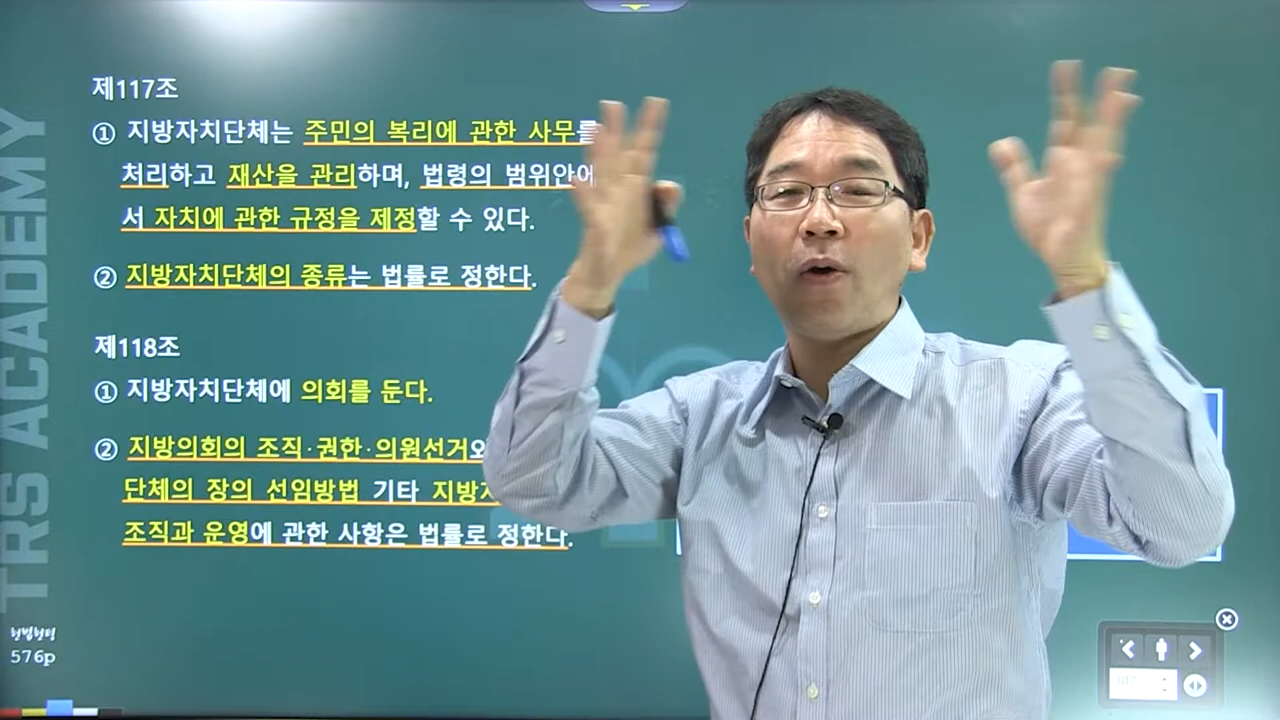 제117조
① 지방자치단체는 주민의 복리에 관한 사무를
처리하고 재산을 관리하며, 법령의 범위안에
서 자치에 관한 규정을 제정할 수 있다.
② 지방자치단체의 종류는 법률로 정한다.
제118조
① 지방자치단체에 의회를 둔다.
② 지방의회의 조직·권한·의원선거와
단체의 장의 선임방법 기타 지방자
조직과 운영에 관한 사항은 법률로 정한다.
TRS ACADEMY
576p